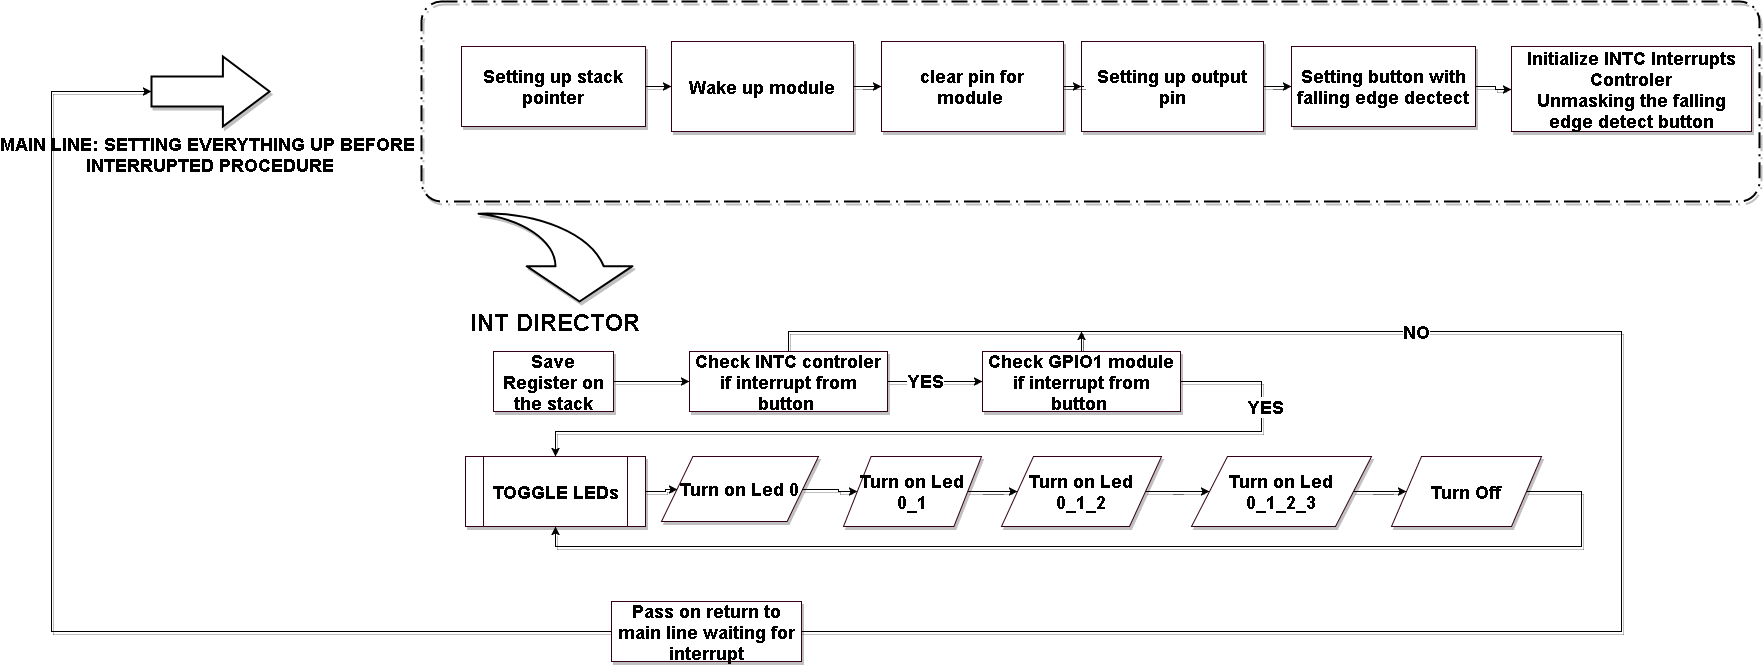 Setting up stack
pointer
Wake up module
clear pin for
module
Setting up output
pin
Setting button with
falling edge dectect
Initialize INTC Interrupts
Controler
Unmasking the falling
edge detect button
MAIN LINE: SETTING EVERYTHING UP BEFORE
INTERRUPTED PROCEDURE
INT DIRECTOR
NO
Save
Register on
the stack
Check INTC controler
if interrupt from
button
YES
Check GPIO1 module
if interrupt from
button
YES
TOGGLE LEDs
Turn on Led 0
Turn on Led
0_1
Turn on Led
0_1_2
Turn on Led
0_1_2_3
Turn Off
Pass on return to
main line waiting for
interrupt